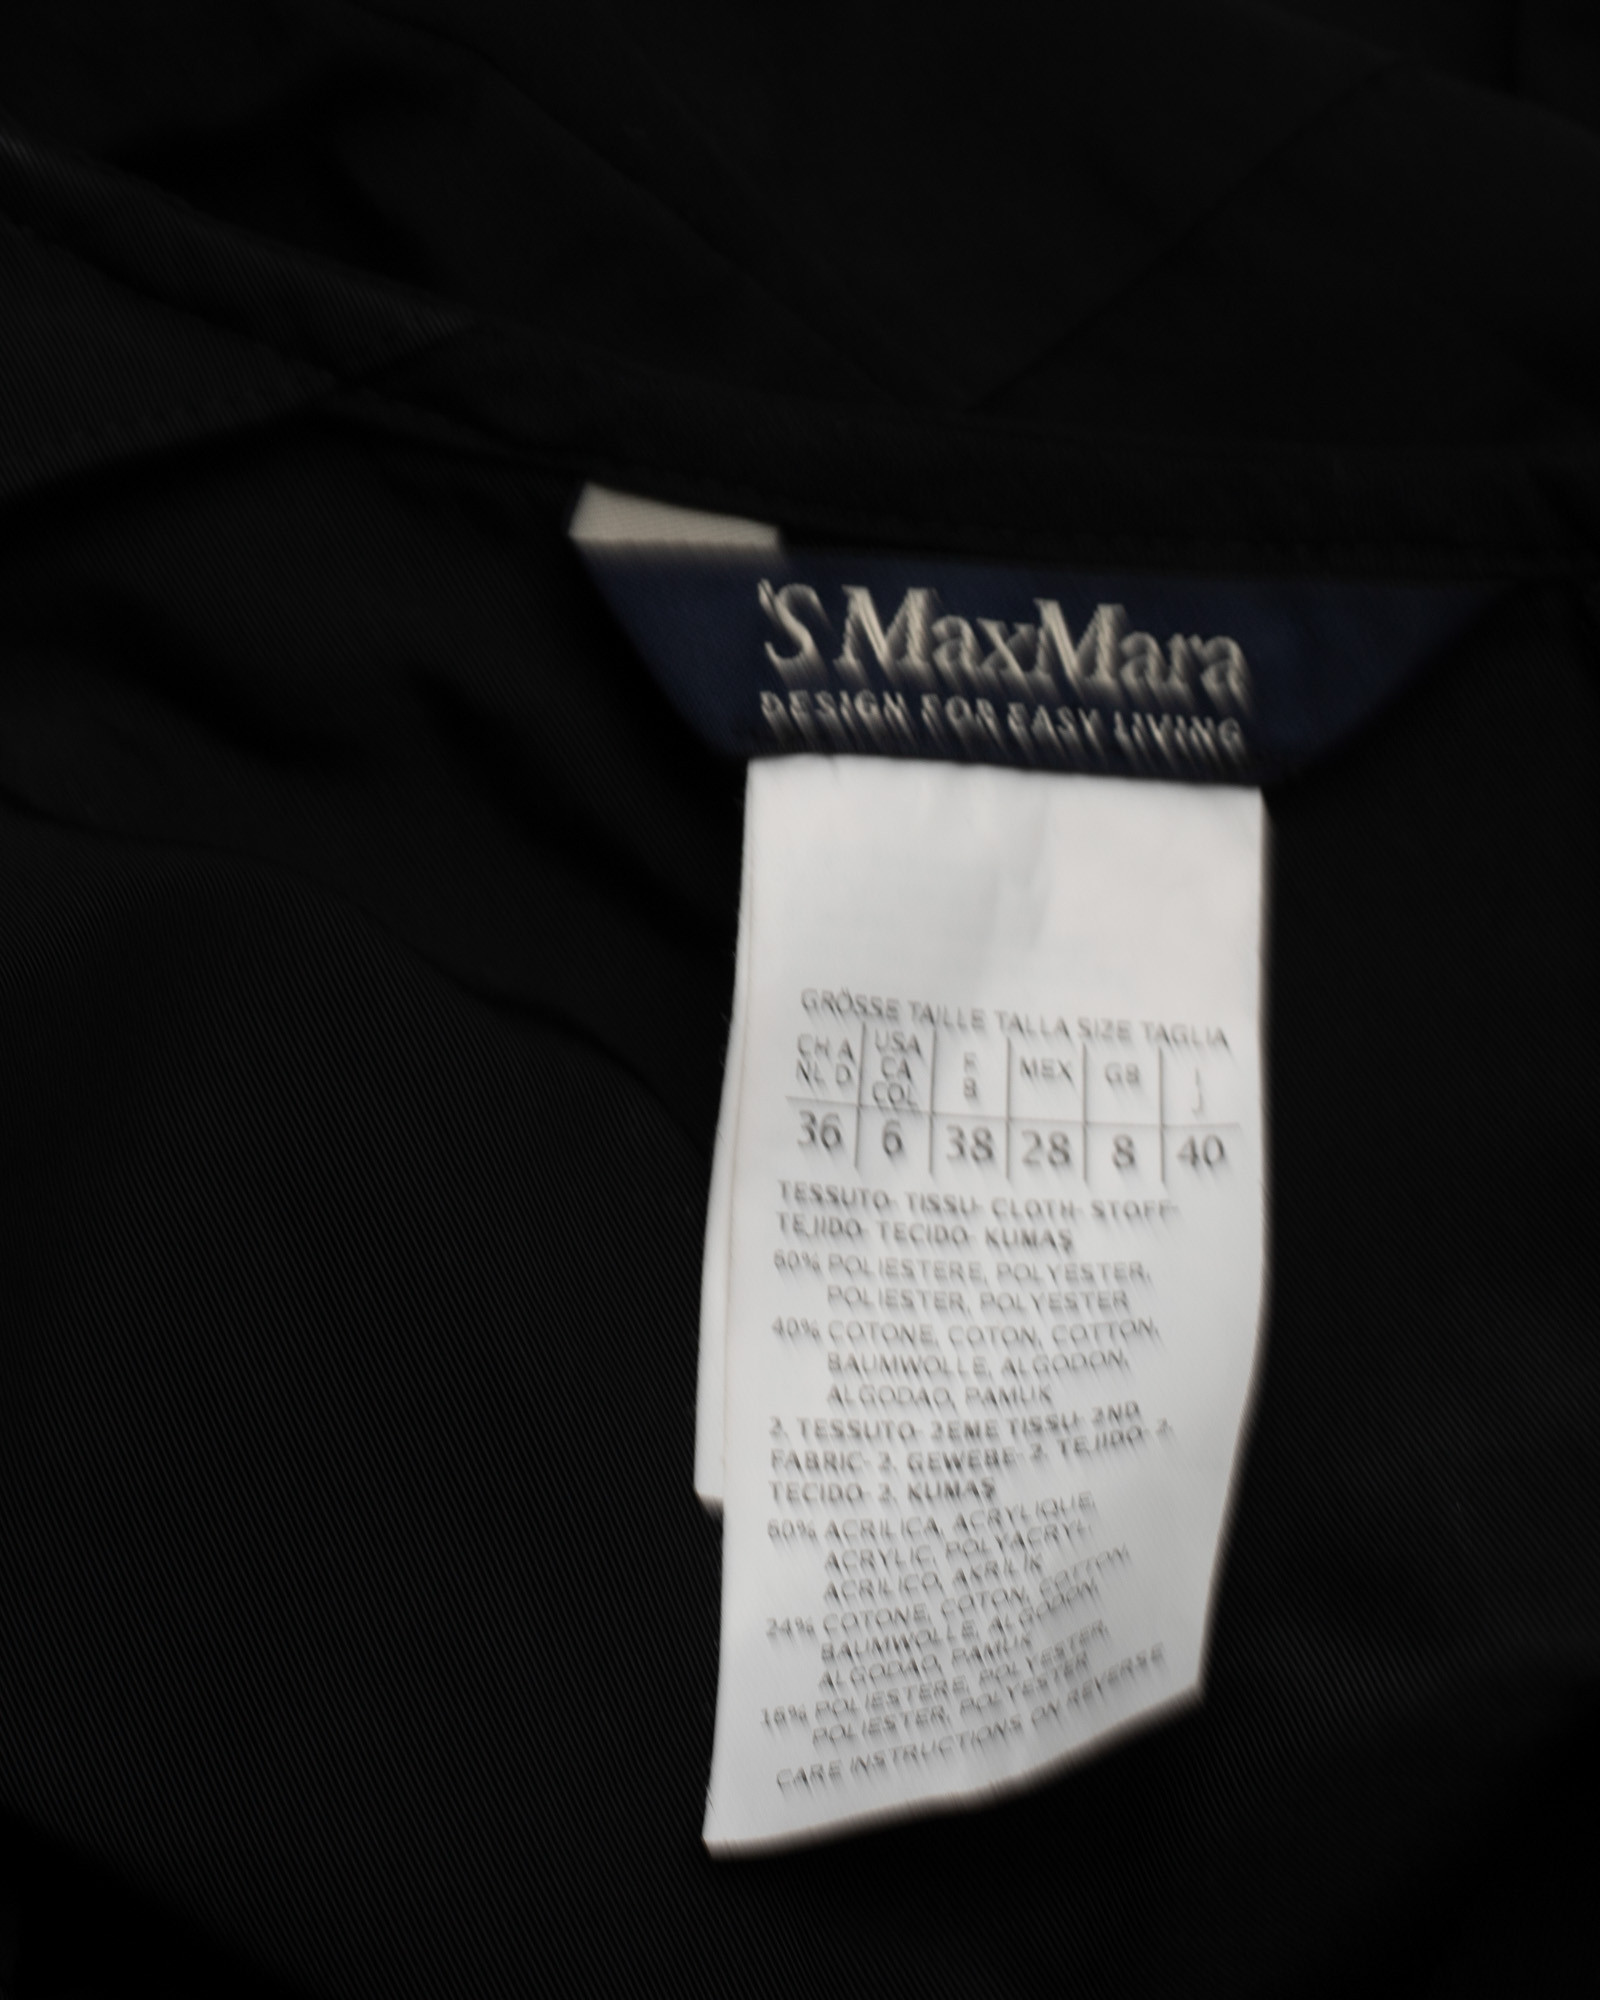 'S MaxMara
DESIGN FOR EASY LIVING
GRÖSSE TAILLE TALLA SIZE TAGLIA
CH A NL D | USA CA COL | F B | MEX | GB | I J
36 | 6 | 38 | 28 | 8 | 40
TESSUTO- TISSU- CLOTH- STOFF-
TEJIDO- TECIDO- KUMAŞ
60% POLIESTERE, POLYESTER,
POLIESTER, POLYESTER
40% COTONE, COTON, COTTON,
BAUMWOLLE, ALGODON,
ALGODAO, PAMUK
2. TESSUTO- 2EME TISSU- 2ND
FABRIC- 2. GEWEBE- 2. TEJIDO- 2.
TECIDO- 2. KUMAŞ
60% ACRILICA, ACRYLIQUE,
ACRYLIC, POLYACRYL,
ACRILICO, AKRİLİK
24% COTONE, COTON, COTTON,
BAUMWOLLE, ALGODON,
ALGODAO, PAMUK
16% POLIESTERE, POLYESTER,
POLIESTER, POLYESTER
CARE INSTRUCTIONS ON REVERSE